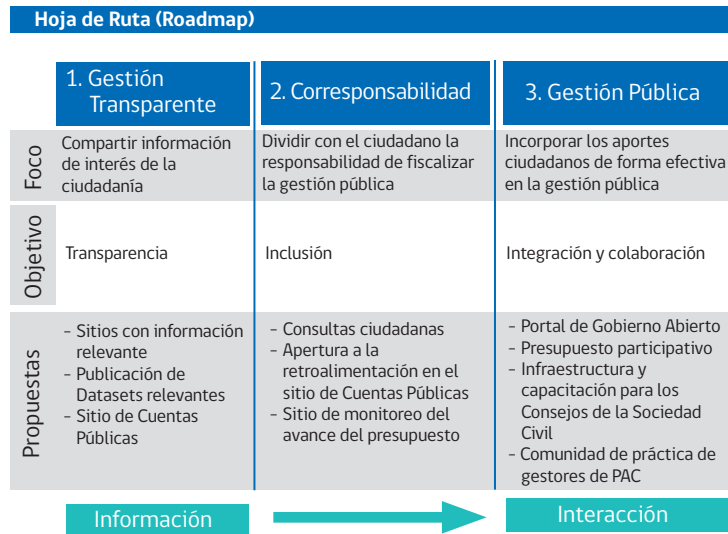 Hoja de Ruta (Roadmap)
1. Gestión
Transparente
2. Corresponsabilidad
3. Gestión Pública
Foco
Compartir información
de interés de la
ciudadanía
Dividir con el ciudadano la
responsabilidad de fiscalizar
la gestión pública
Incorporar los aportes
ciudadanos de forma efectiva
en la gestión pública
Objetivo
Transparencia
Inclusión
Integración y colaboración
Propuestas
- Sitios con información
relevante
- Publicación de
Datasets relevantes
- Sitio de Cuentas
Públicas
- Consultas ciudadanas
- Apertura a la
retroalimentación en el
sitio de Cuentas Públicas
- Sitio de monitoreo del
avance del presupuesto
- Portal de Gobierno Abierto
- Presupuesto participativo
- Infraestructura y
capacitación para los
Consejos de la Sociedad
Civil
- Comunidad de práctica de
gestores de PAC
Información
Interacción